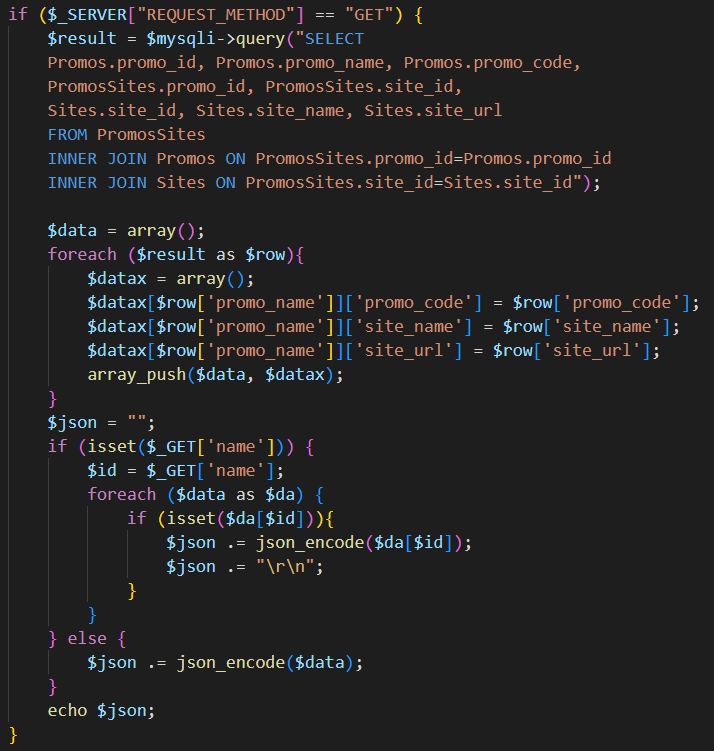 if ($_SERVER["REQUEST_METHOD"] == "GET") {
    $result = $mysqli->query("SELECT
    Promos.promo_id, Promos.promo_name, Promos.promo_code,
    PromosSites.promo_id, PromosSites.site_id,
    Sites.site_id, Sites.site_name, Sites.site_url
    FROM PromosSites
    INNER JOIN Promos ON PromosSites.promo_id=Promos.promo_id
    INNER JOIN Sites ON PromosSites.site_id=Sites.site_id");

    $data = array();
    foreach ($result as $row){
        $datax = array();
        $datax[$row['promo_name']]['promo_code'] = $row['promo_code'];
        $datax[$row['promo_name']]['site_name'] = $row['site_name'];
        $datax[$row['promo_name']]['site_url'] = $row['site_url'];
        array_push($data, $datax);
    }
    $json = "";
    if (isset($_GET['name'])) {
        $id = $_GET['name'];
        foreach ($data as $da) {
            if (isset($da[$id])){
                $json .= json_encode($da[$id]);
                $json .= "\r\n";
            }
        }
    } else {
        $json .= json_encode($data);
    }
    echo $json;
}